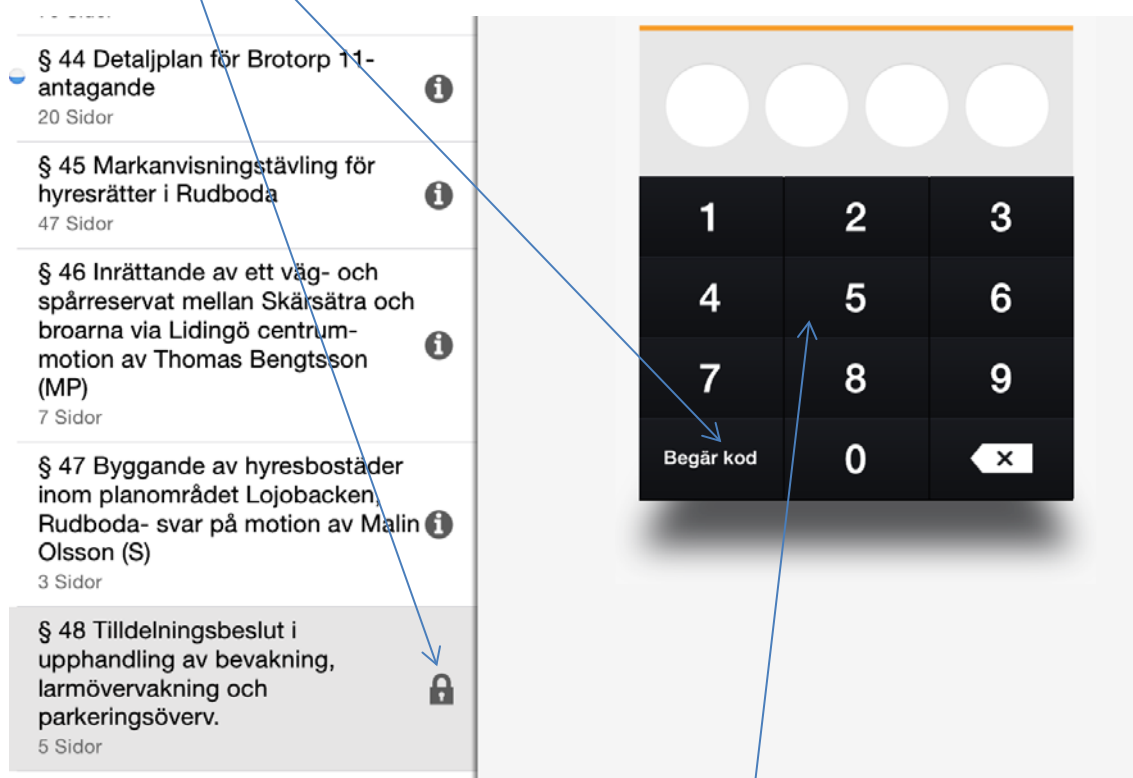 § 44 Detaljplan för Brotorp 11-
antagande
20 Sidor
§ 45 Markanvisningstävling för
hyresrätter i Rudboda
47 Sidor
§ 46 Inrättande av ett väg- och
spårreservat mellan Skärsätra och
broarna via Lidingö centrum-
motion av Thomas Bengtsson
(MP)
7 Sidor
§ 47 Byggande av hyresbostäder
inom planområdet Lojobacken,
Rudboda- svar på motion av Malin
Olsson (S)
3 Sidor
§ 48 Tilldelningsbeslut i
upphandling av bevakning,
larmövervakning och
parkeringsöverv.
5 Sidor
1 2 3
4 5 6
7 8 9
Begär kod 0